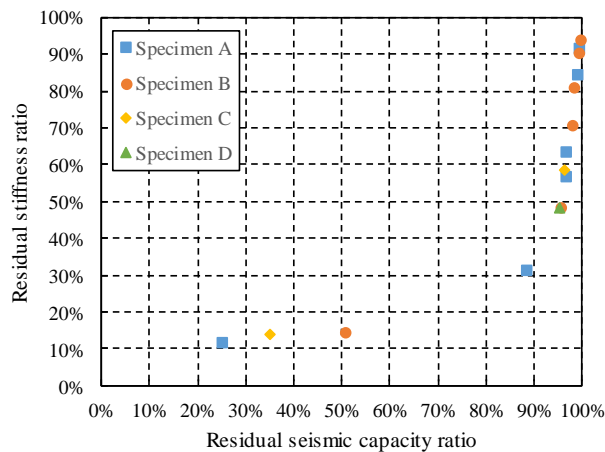 100%
90%
80%
70%
60%
50%
40%
30%
20%
10%
0%
Residual stiffness ratio
Specimen A
Specimen B
Specimen C
Specimen D
0% 10% 20% 30% 40% 50% 60% 70% 80% 90% 100%
Residual seismic capacity ratio